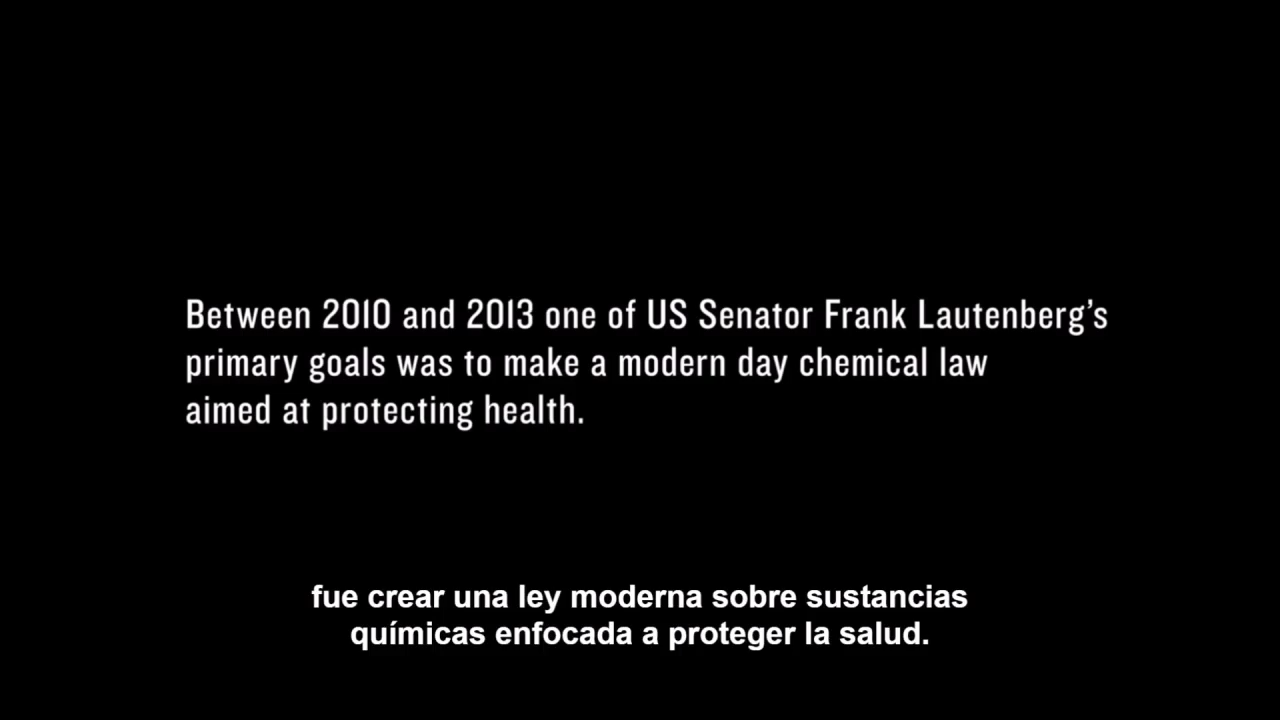 Between 2010 and 2013 one of US Senator Frank Lautenberg's
primary goals was to make a modern day chemical law
aimed at protecting health.
fue crear una ley moderna sobre sustancias
químicas enfocada a proteger la salud.